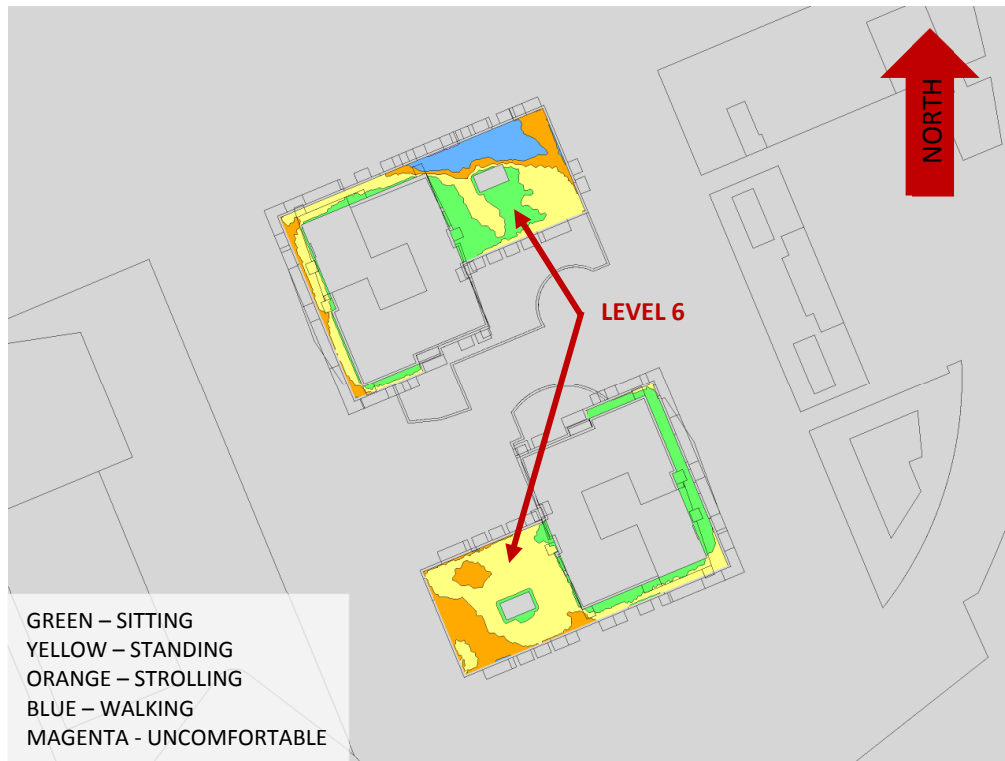 NORTH
LEVEL 6
GREEN – SITTING
YELLOW – STANDING
ORANGE – STROLLING
BLUE – WALKING
MAGENTA - UNCOMFORTABLE